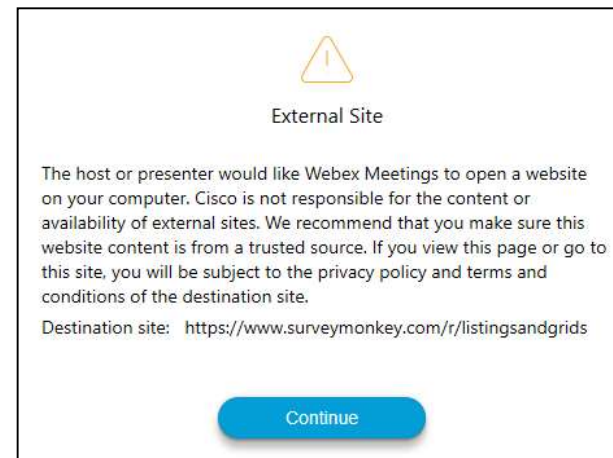 External Site
The host or presenter would like Webex Meetings to open a website
on your computer. Cisco is not responsible for the content or
availability of external sites. We recommend that you make sure this
website content is from a trusted source. If you view this page or go to
this site, you will be subject to the privacy policy and terms and
conditions of the destination site.
Destination site: https://www.surveymonkey.com/r/listingsandgrids
Continue